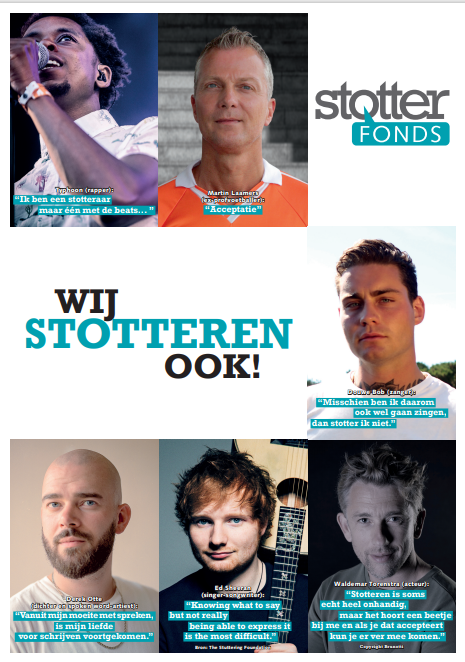 Typhoon (rapper):
“Ik ben een stotteraar
maar één met de beats...”
Martin Laamers
(ex-profvoetballer):
“Acceptatie”
stotter
FONDS
WIJ
STOTTEREN
OOK!
Douwe Bob (zanger):
“Misschien ben ik daarom
ook wel gaan zingen,
dan stotter ik niet.”
Derek Otte
(dichter en spoken word-artiest):
“Vanuit mijn moeite met spreken,
is mijn liefde
voor schrijven voortgekomen.”
Ed Sheeran
(singer-songwriter):
“Knowing what to say
but not really
being able to express it
is the most difficult.”
Bron: The Stuttering Foundation
Waldemar Torenstra (acteur):
“Stotteren is soms
echt heel onhandig,
maar het hoort een beetje
bij me en als je dat accepteert
kun je er ver mee komen.”